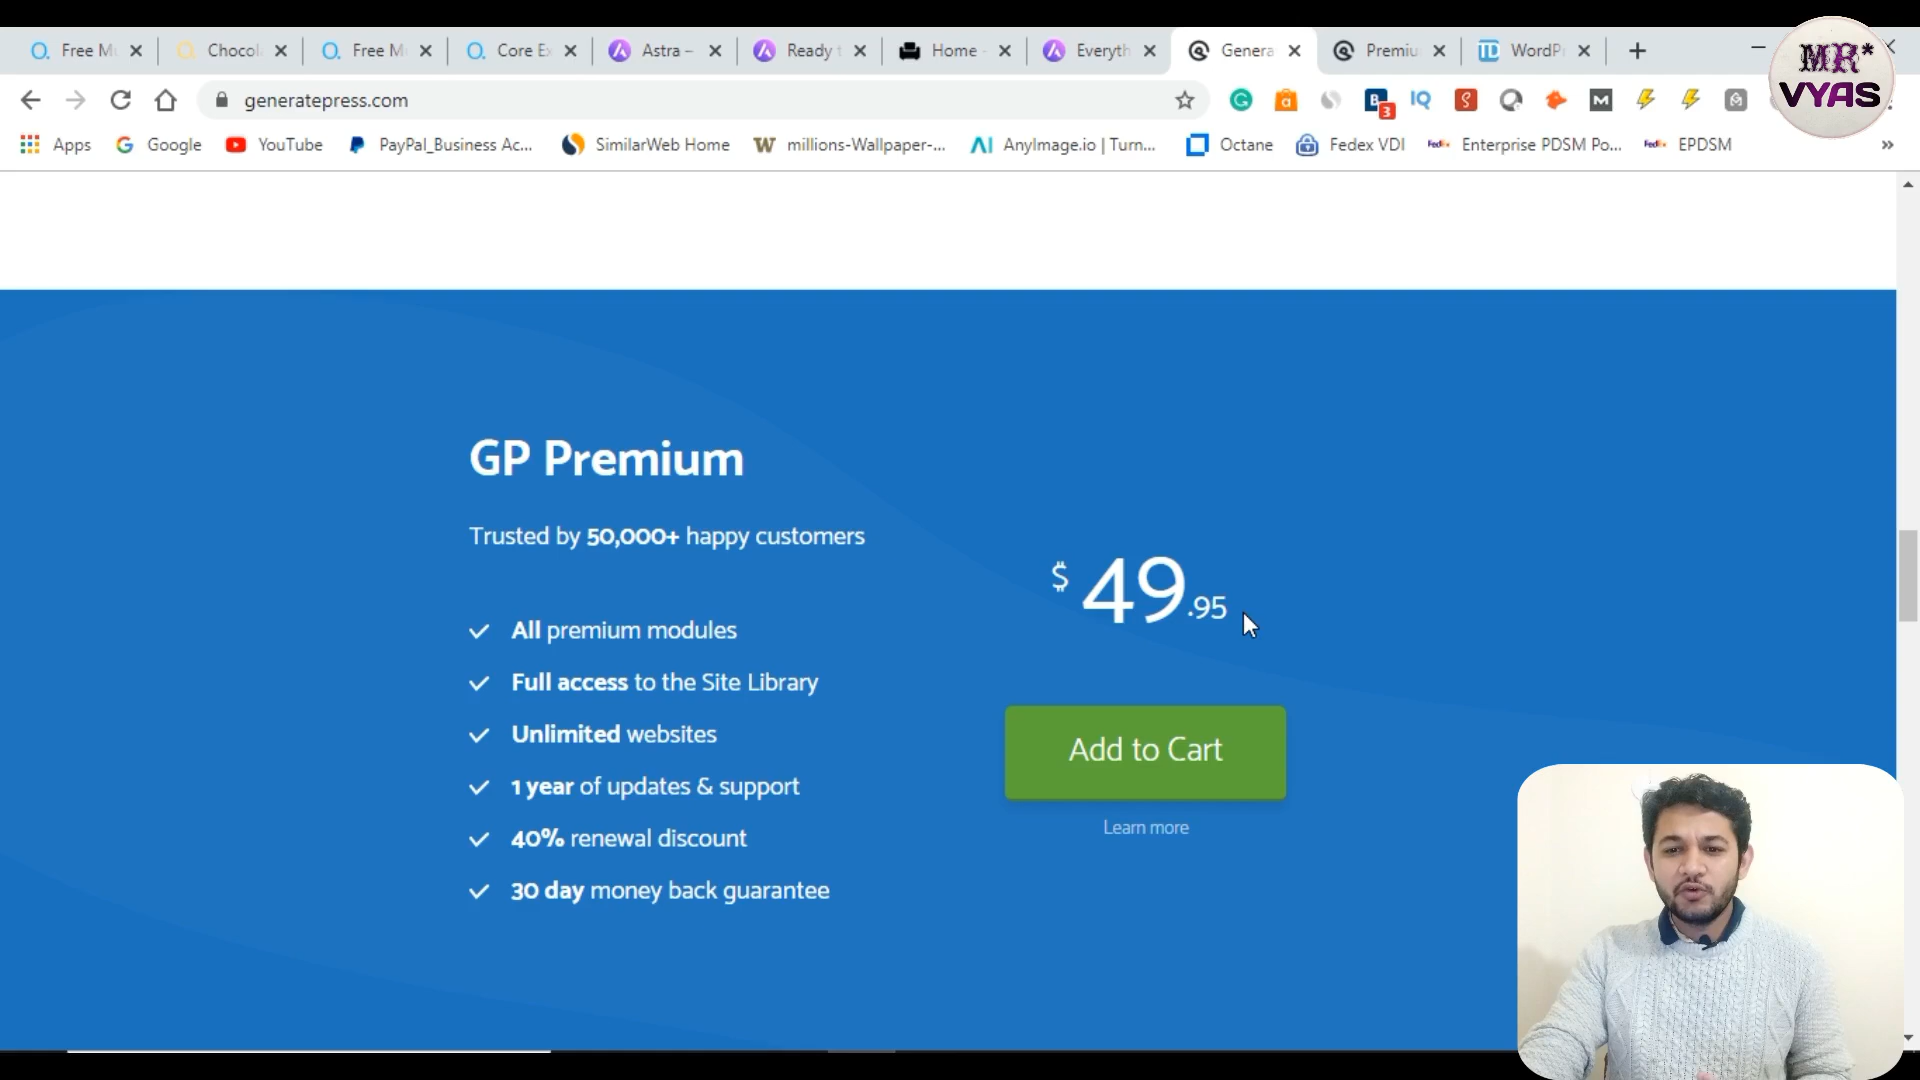 Free M
Chocol
Free M
Core Ex
Astra –
Ready t
Home -
Everyth
Genera
Premiu
WordP
MR*
VYAS
generatepress.com
3
Apps
Google
YouTube
PayPal_Business Ac...
SimilarWeb Home
millions-Wallpaper-...
AnyImage.io | Turn...
Octane
Fedex VDI
Enterprise PDSM Po...
EPDSM
»
GP Premium
Trusted by 50,000+ happy customers
$49.95
All premium modules
Full access to the Site Library
Unlimited websites
1 year of updates & support
40% renewal discount
30 day money back guarantee
Add to Cart
Learn more